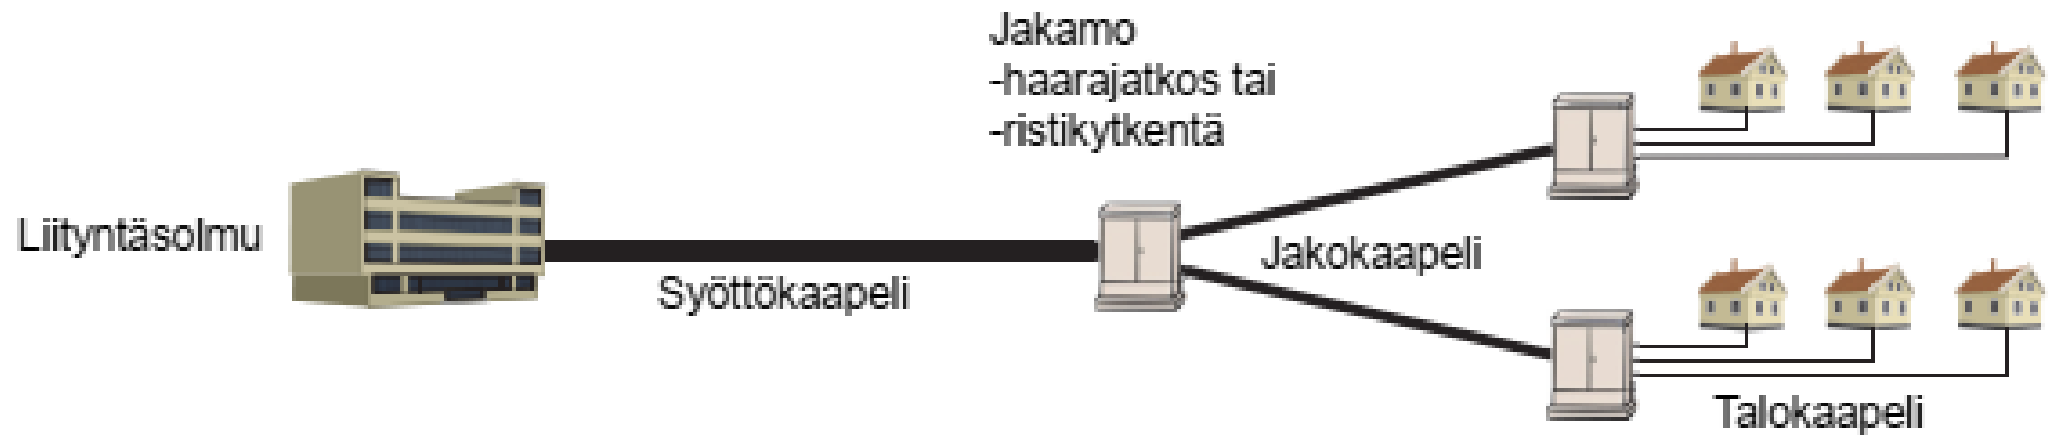 Jakamo
-haarajatkos tai
-ristikytkentä
Liityntäsolmu
Syöttökaapeli
Jakokaapeli
Talokaapeli